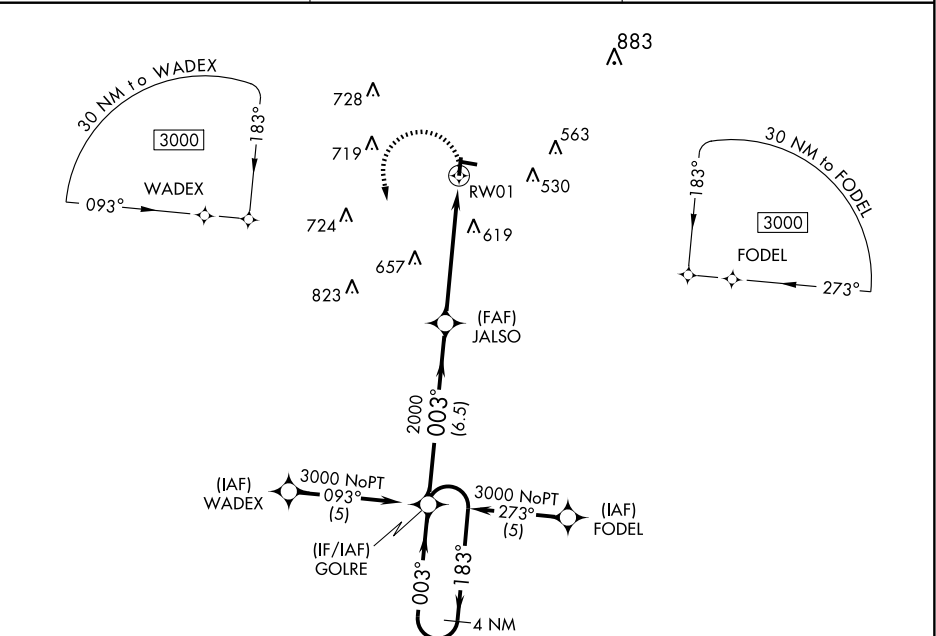 883
30 NM to WADEX
3000
183°
WADEX
093°
728
719
563
530
RW01
724
619
657
823
30 NM to FODEL
183°
3000
FODEL
273°
(FAF)
JALSO
2000
003°
(6.5)
(IAF)
WADEX
3000 NoPT
093°
(5)
3000 NoPT
273°
(5)
(IAF)
FODEL
(IF/IAF)
GOLRE
003°
183°
4 NM